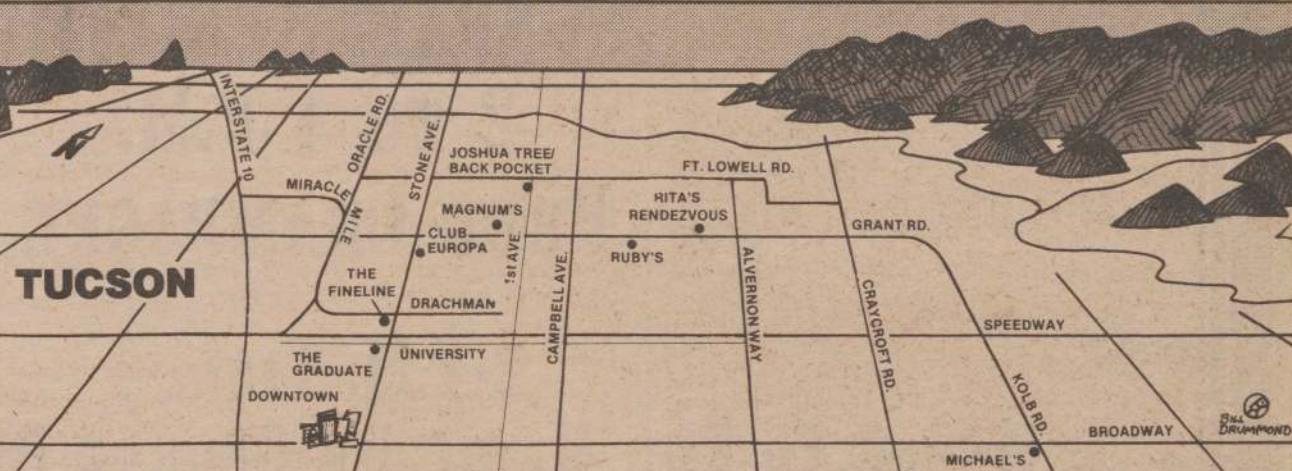 INTERSTATE 10
ORACLE RD.
STONE AVE.
JOSHUA TREE/
BACK POCKET
FT. LOWELL RD.
MIRACLE MILE
MAGNUM'S
RITA'S
RENDEZVOUS
CLUB
EUROPA
1st AVE.
GRANT RD.
RUBY'S
TUCSON
THE
FINELINE
DRACHMAN
CAMPBELL AVE.
ALVERNON WAY
CRAYCROFT RD.
SPEEDWAY
THE
GRADUATE
UNIVERSITY
DOWNTOWN
KOLB RD.
BROADWAY
BILL
DRUMMOND
MICHAEL'S